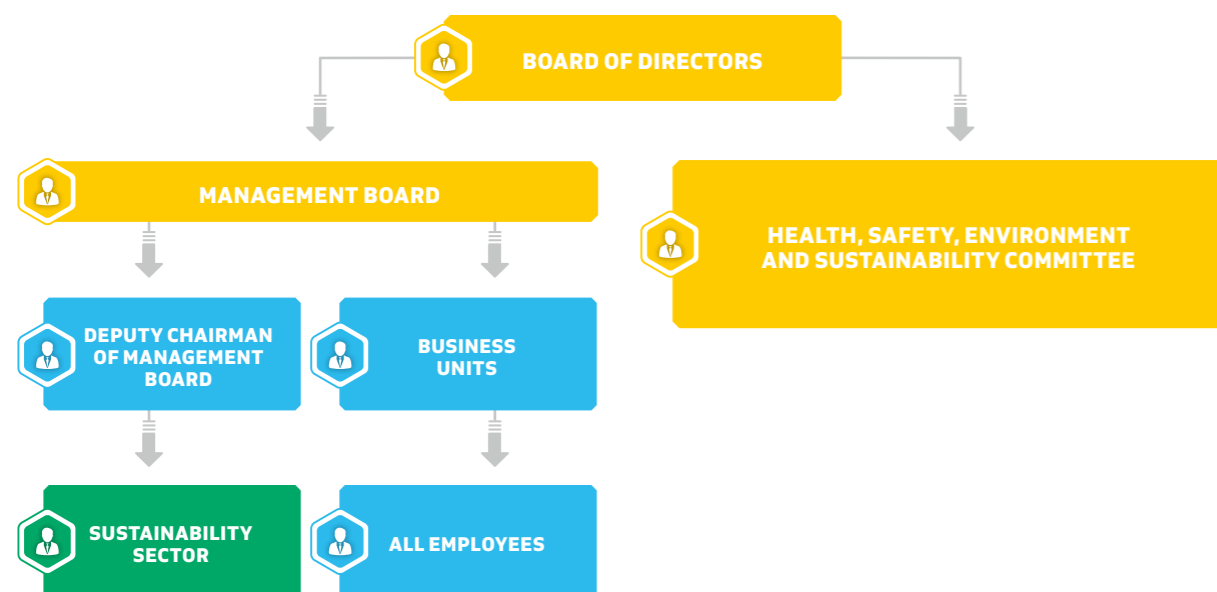 BOARD OF DIRECTORS
MANAGEMENT BOARD
HEALTH, SAFETY, ENVIRONMENT
AND SUSTAINABILITY COMMITTEE
DEPUTY CHAIRMAN
OF MANAGEMENT
BOARD
BUSINESS
UNITS
SUSTAINABILITY
SECTOR
ALL EMPLOYEES